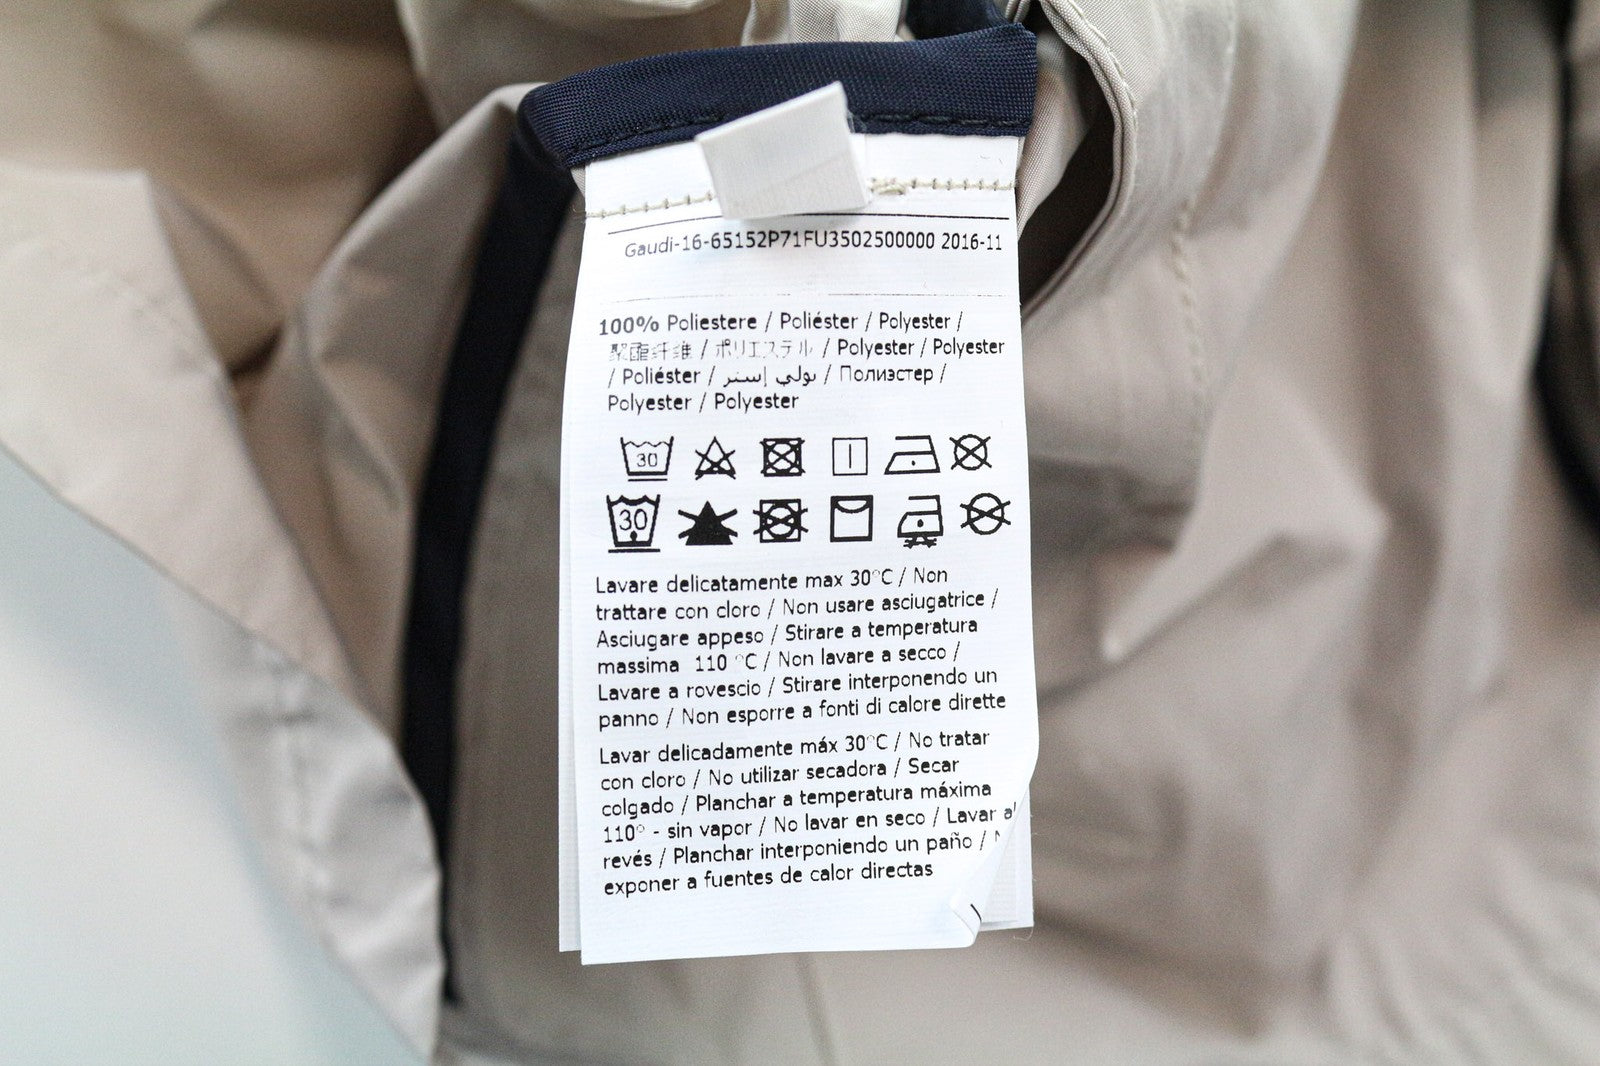 Gaudi-16-65152P71FU3502500000 2016-11
100% Poliestere / Poliéster / Polyester /
聚酯纤维 / ポリエステル / Polyester / Polyester
/ Poliéster / بولي إستر / Полиэстер /
Polyester / Polyester
30
30
Lavare delicatamente max 30°C / Non
trattare con cloro / Non usare asciugatrice /
Asciugare appeso / Stirare a temperatura
massima 110 °C / Non lavare a secco /
Lavare a rovescio / Stirare interponendo un
panno / Non esporre a fonti di calore dirette
Lavar delicadamente máx 30°C / No tratar
con cloro / No utilizar secadora / Secar
colgado / Planchar a temperatura máxima
110° - sin vapor / No lavar en seco / Lavar al
revés / Planchar interponiendo un paño /
exponer a fuentes de calor directas